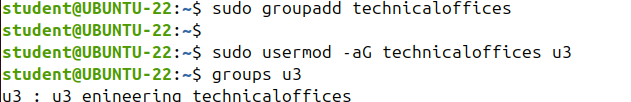 student@UBUNTU-22:~$ sudo groupadd technicaloffices
student@UBUNTU-22:~$
student@UBUNTU-22:~$ sudo usermod -aG technicaloffices u3
student@UBUNTU-22:~$ groups u3
u3 : u3 enineering technicaloffices